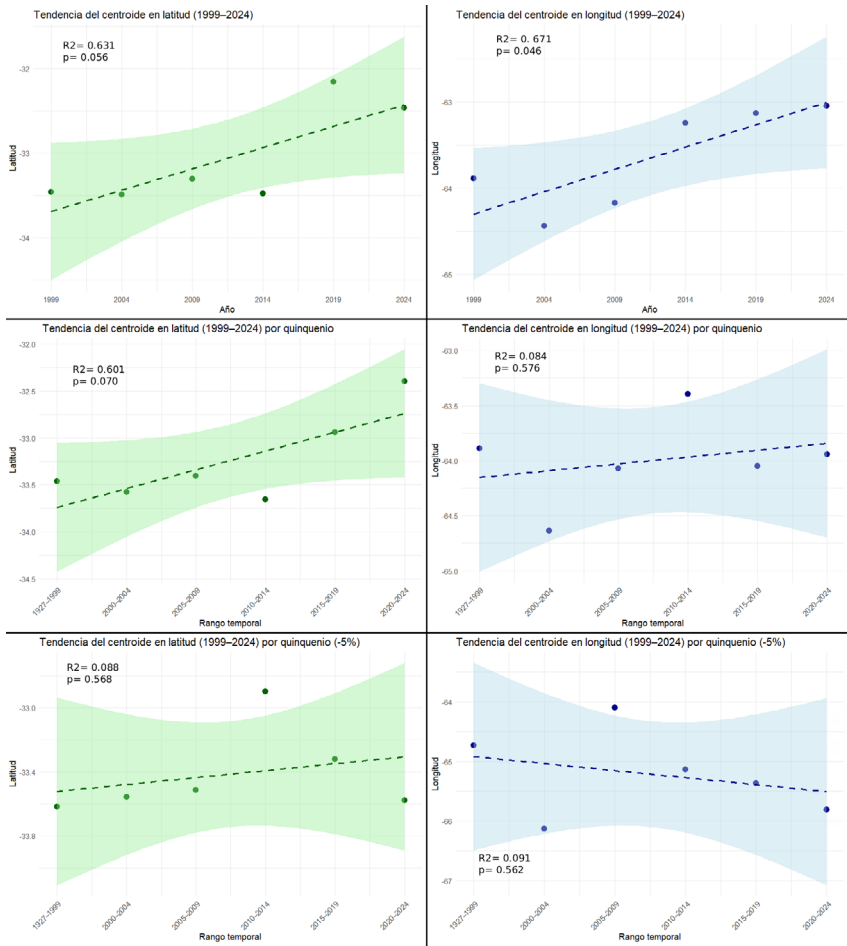 Tendencia del centroide en latitud (1999–2024)
R2= 0.631
p= 0.056
-32
-33
-34
Latitud
1999 2004 2009 2014 2019 2024
Año
Tendencia del centroide en longitud (1999–2024)
R2= 0. 671
p= 0.046
-63
-64
-65
Longitud
1999 2004 2009 2014 2019 2024
Año
Tendencia del centroide en latitud (1999–2024) por quinquenio
-32.0
R2= 0.601
p= 0.070
-32.5
-33.0
-33.5
-34.0
-34.5
Latitud
1927–1999 2000–2004 2005–2009 2010–2014 2015–2019 2020–2024
Rango temporal
Tendencia del centroide en longitud (1999–2024) por quinquenio
-63.0
R2= 0.084
p= 0.576
-63.5
-64.0
-64.5
-65.0
Longitud
1927–1999 2000–2004 2005–2009 2010–2014 2015–2019 2020–2024
Rango temporal
Tendencia del centroide en latitud (1999–2024) por quinquenio (-5%)
R2= 0.088
p= 0.568
-33.0
-33.4
-33.8
Latitud
1927–1999 2000–2004 2005–2009 2010–2014 2015–2019 2020–2024
Rango temporal
Tendencia del centroide en longitud (1999–2024) por quinquenio (-5%)
-64
-65
-66
-67
Longitud
R2= 0.091
p= 0.562
1927–1999 2000–2004 2005–2009 2010–2014 2015–2019 2020–2024
Rango temporal